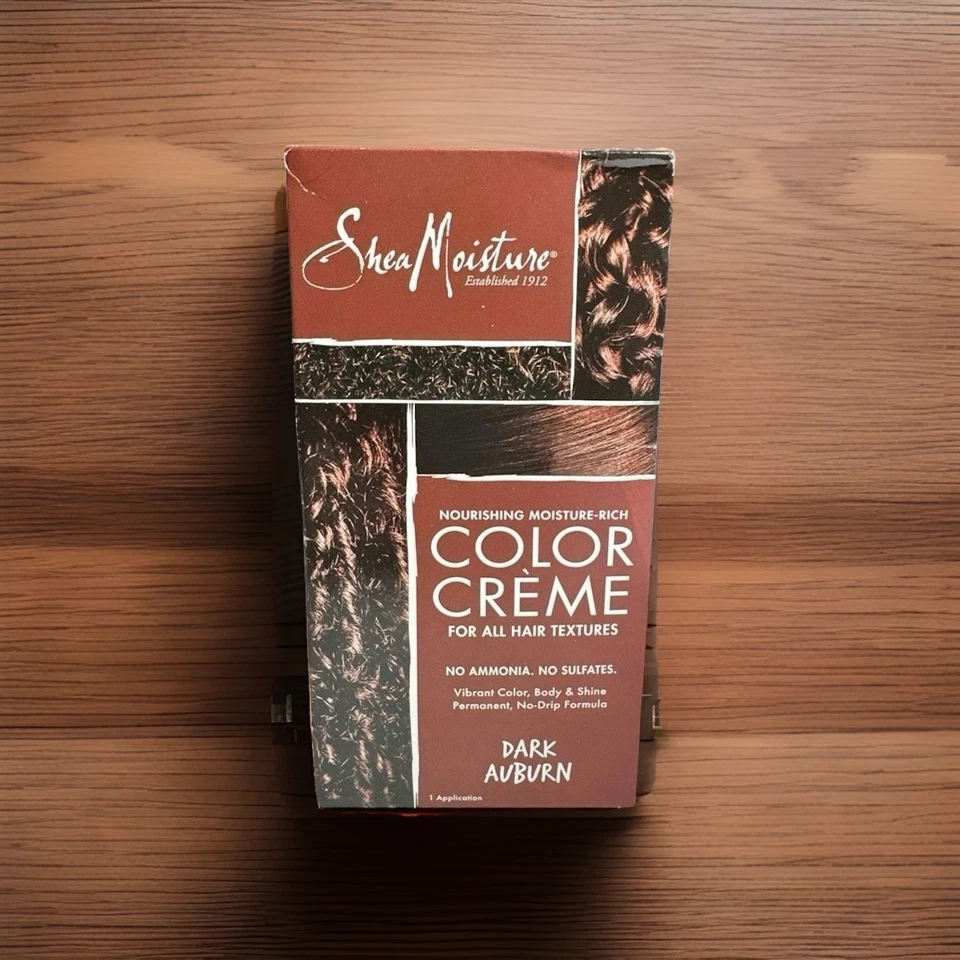 SheaMoisture®
Established 1912
NOURISHING MOISTURE-RICH
COLOR
CRÈME
FOR ALL HAIR TEXTURES
NO AMMONIA. NO SULFATES.
Vibrant Color, Body & Shine
Permanent, No-Drip Formula
DARK
AUBURN
1 Application